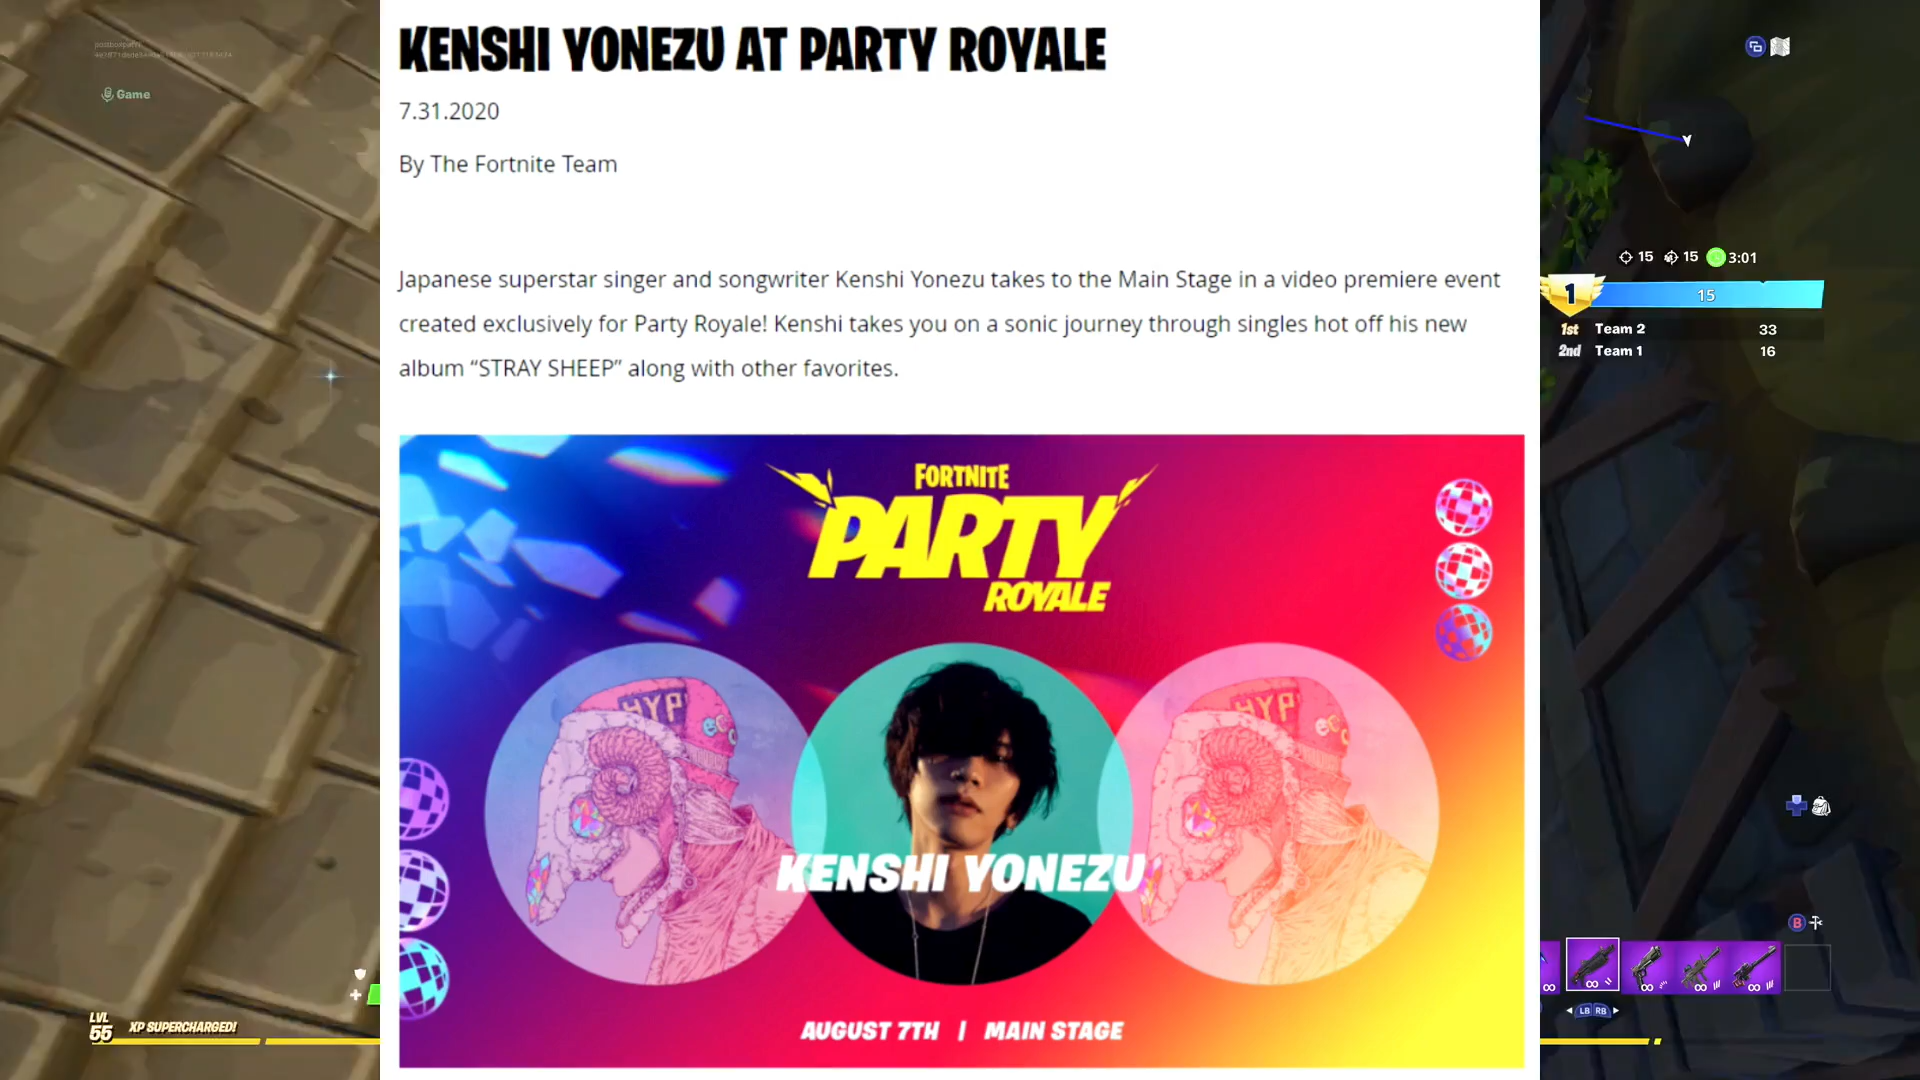 Game
KENSHI YONEZU AT PARTY ROYALE
7.31.2020
By The Fortnite Team
Japanese superstar singer and songwriter Kenshi Yonezu takes to the Main Stage in a video premiere event
created exclusively for Party Royale! Kenshi takes you on a sonic journey through singles hot off his new
album “STRAY SHEEP” along with other favorites.
FORTNITE
PARTY
ROYALE
HYP
HYP
KENSHI YONEZU
AUGUST 7TH | MAIN STAGE
15 15 3:01
1 15
1st Team 2 33
2nd Team 1 16
B
∞ ∞ ∞ ∞ ∞
LB RB
LVL
55 XP SUPERCHARGED!